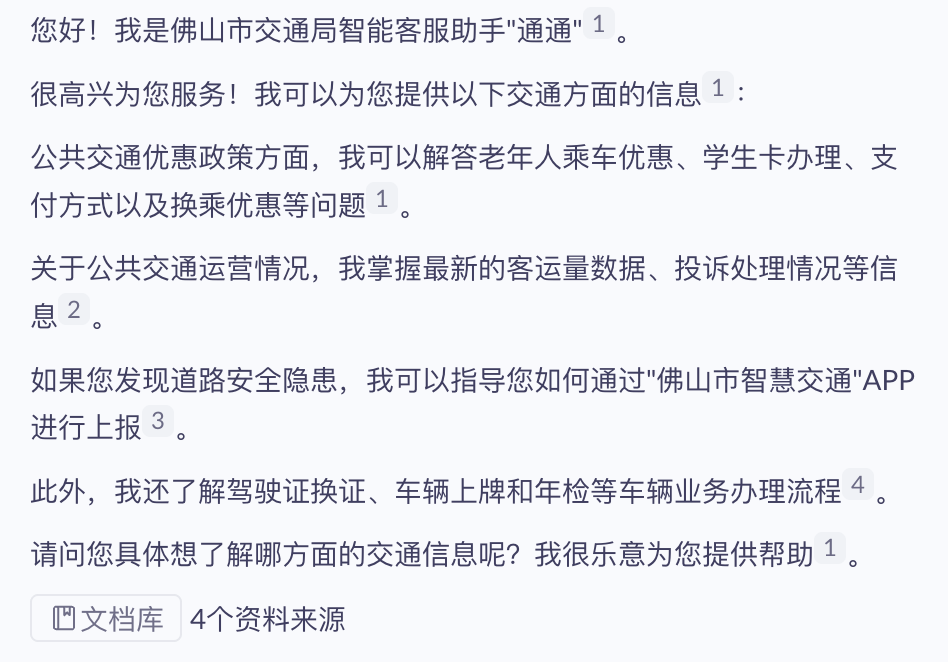 您好！我是佛山市交通局智能客服助手"通通"1。
很高兴为您服务！我可以为您提供以下交通方面的信息1：
公共交通优惠政策方面，我可以解答老年人乘车优惠、学生卡办理、支
付方式以及换乘优惠等问题1。
关于公共交通运营情况，我掌握最新的客运量数据、投诉处理情况等信
息2。
如果您发现道路安全隐患，我可以指导您如何通过"佛山市智慧交通"APP
进行上报3。
此外，我还了解驾驶证换证、车辆上牌和年检等车辆业务办理流程4。
请问您具体想了解哪方面的交通信息呢？我很乐意为您提供帮助1。
文档库 4个资料来源